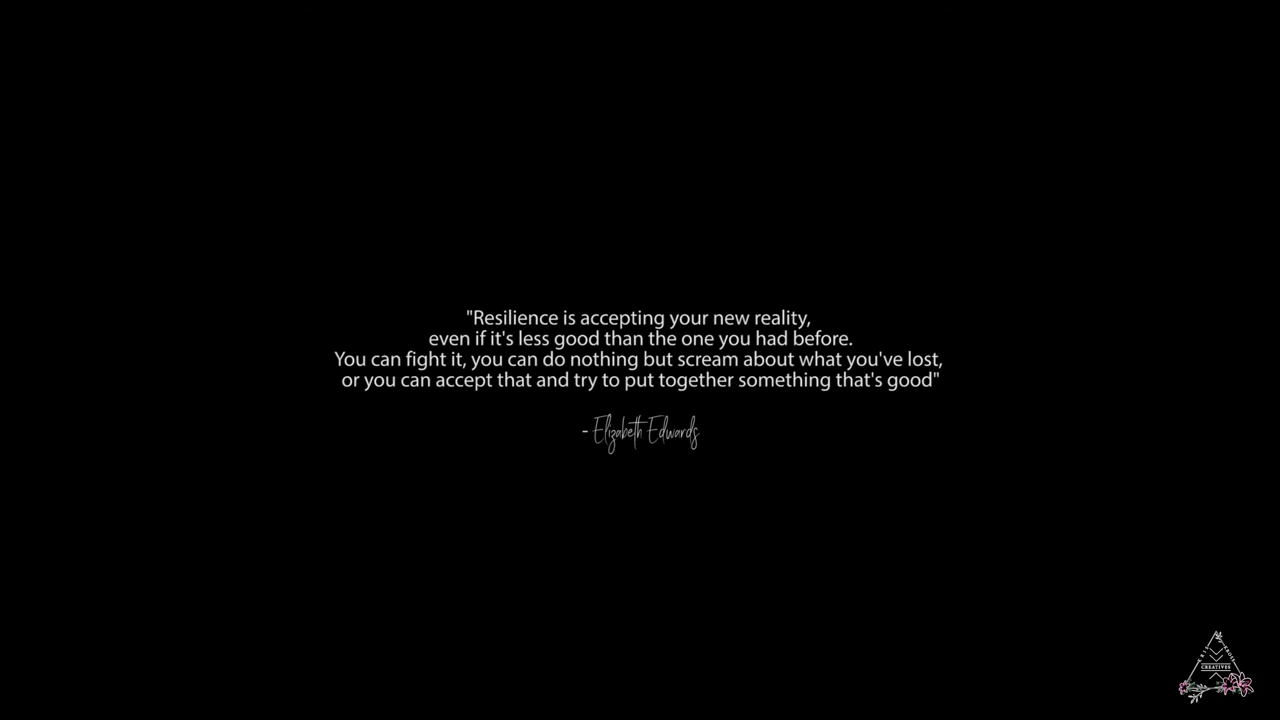 "Resilience is accepting your new reality,
even if it's less good than the one you had before.
You can fight it, you can do nothing but scream about what you've lost,
or you can accept that and try to put together something that's good"
- Elizabeth Edwards
CREATIVES